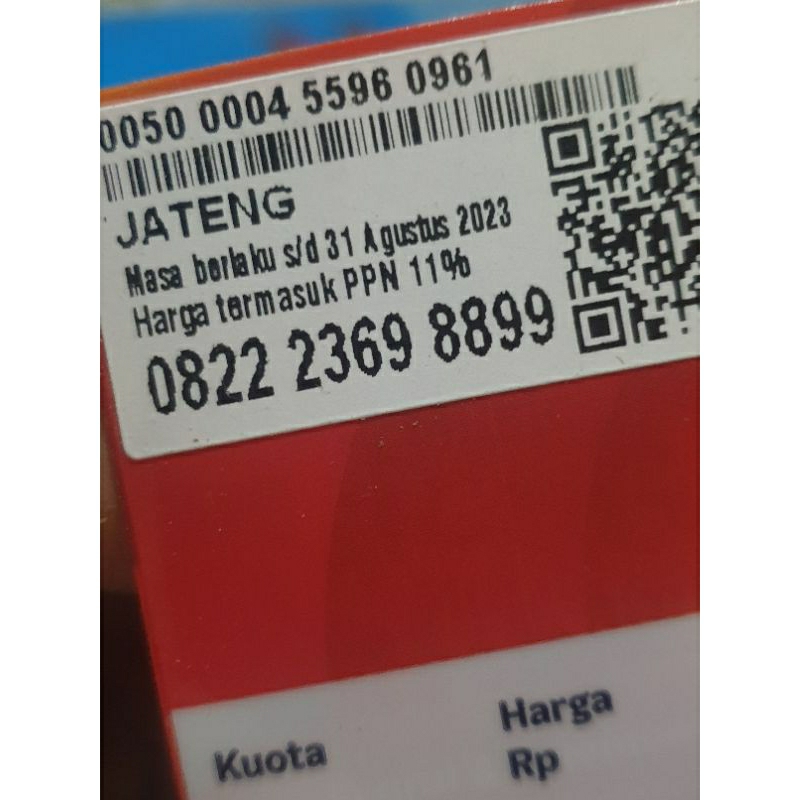 0050 0004 5596 0961
JATENG
Masa berlaku s/d 31 Agustus 2023
Harga termasuk PPN 11%
0822 2369 8899
Kuota
Harga
Rp